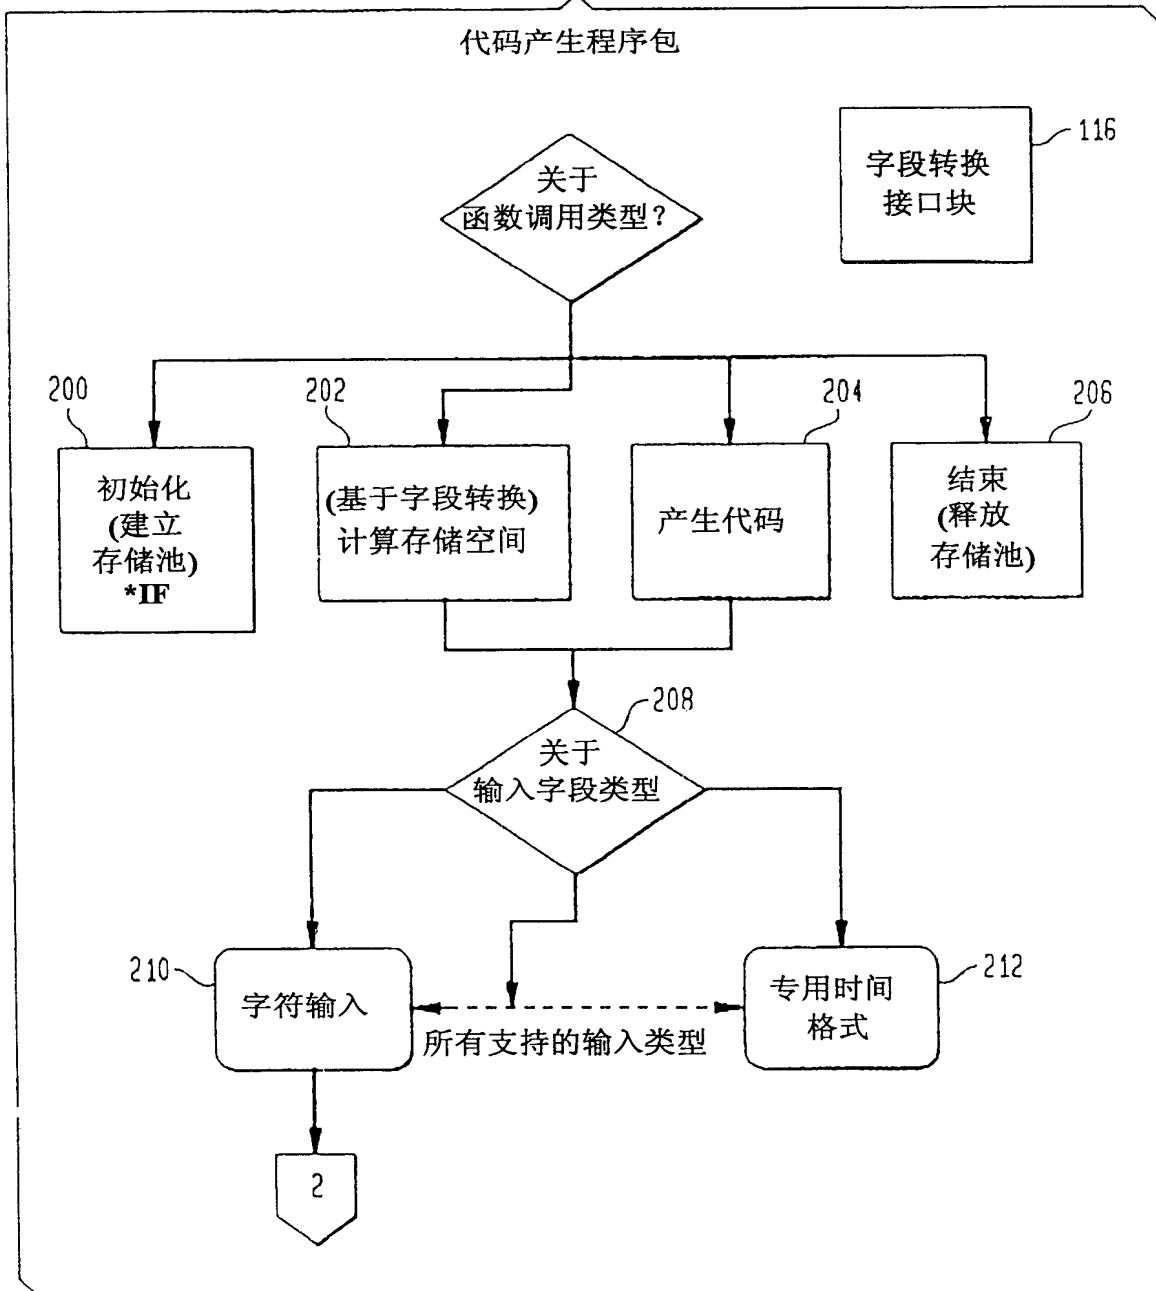 代码产生程序包
116
字段转换
接口块
关于
函数调用类型?
200
202
204
206
初始化
(建立
存储池)
*IF
(基于字段转换)
计算存储空间
产生代码
结束
(释放
存储池)
208
关于
输入字段类型
210
字符输入
所有支持的输入类型
专用时间
格式
212
2